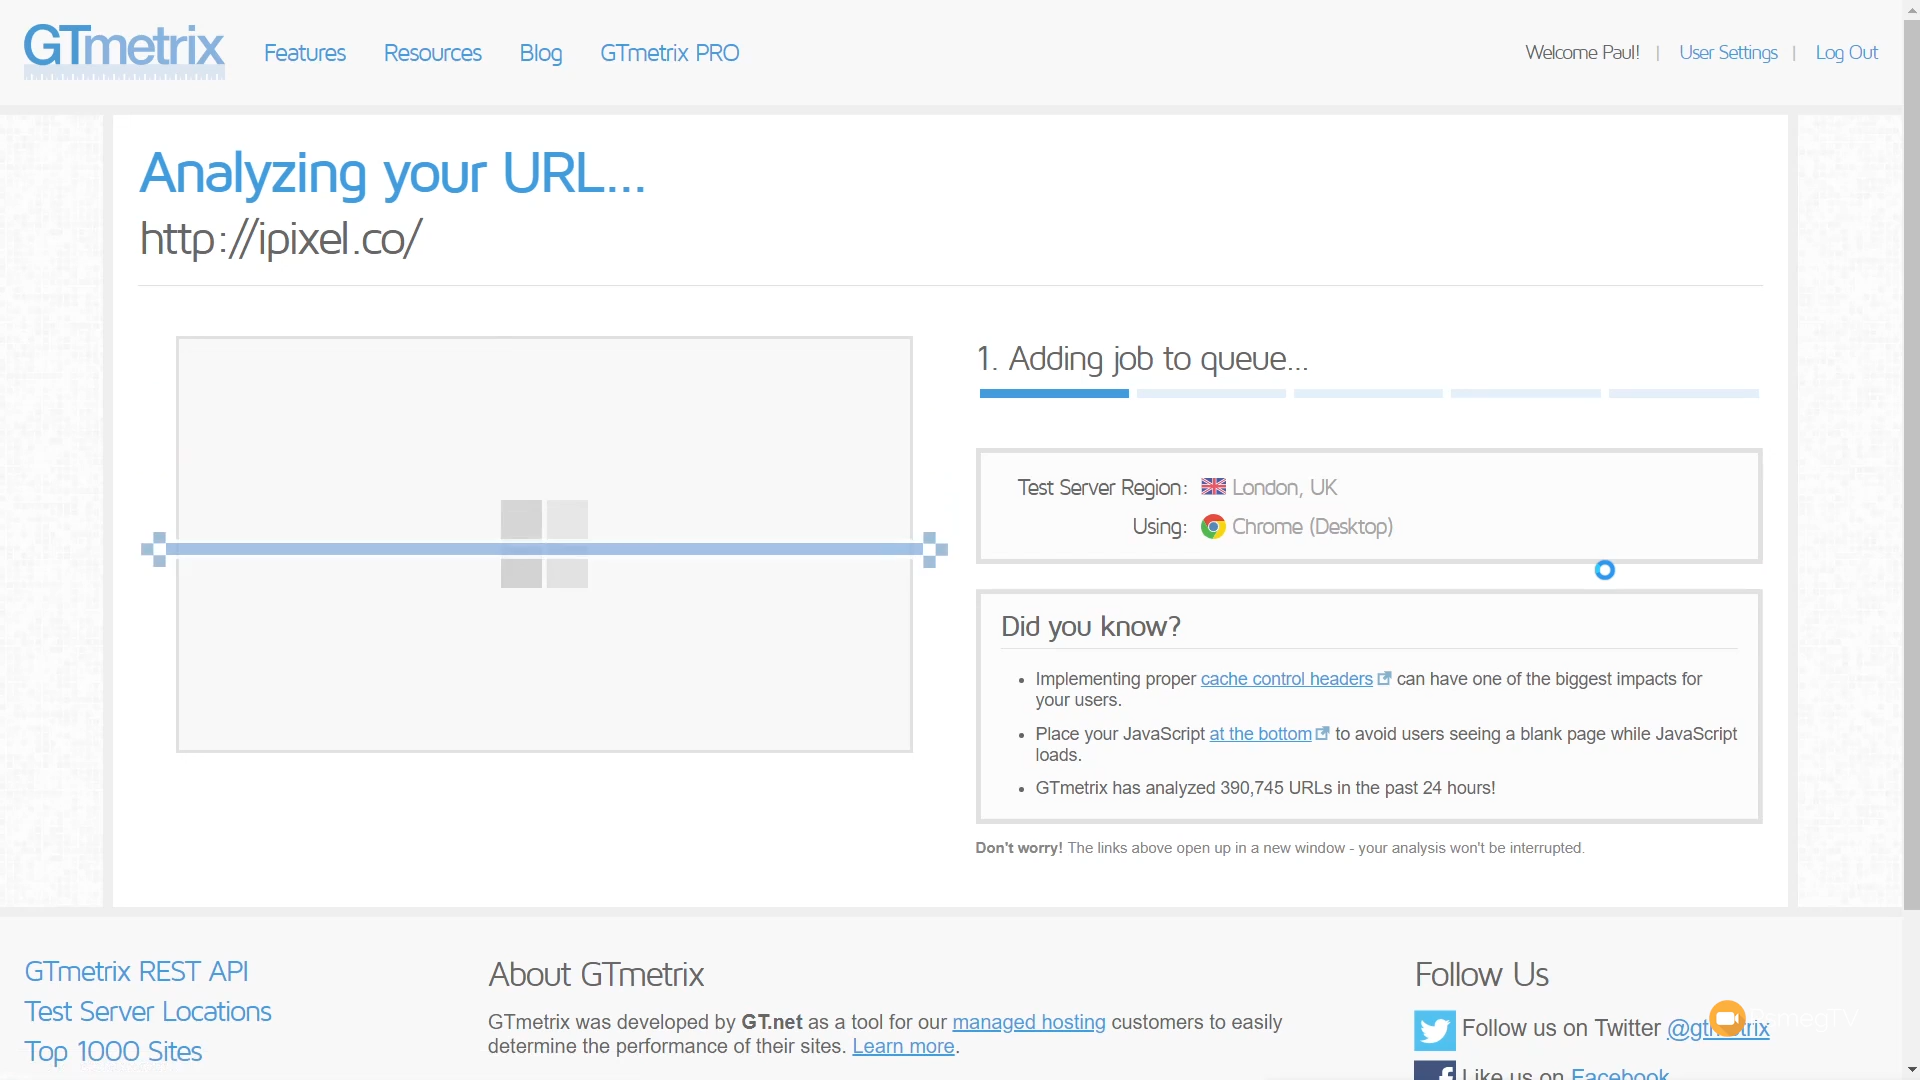 GTmetrix
Features
Resources
Blog
GTmetrix PRO
Welcome Paul! | User Settings | Log Out
Analyzing your URL...
http://ipixel.co/
1. Adding job to queue...
Test Server Region: London, UK
Using: Chrome (Desktop)
Did you know?
• Implementing proper cache control headers can have one of the biggest impacts for
your users.
• Place your JavaScript at the bottom to avoid users seeing a blank page while JavaScript
loads.
• GTmetrix has analyzed 390,745 URLs in the past 24 hours!
Don't worry! The links above open up in a new window - your analysis won't be interrupted.
GTmetrix REST API
Test Server Locations
Top 1000 Sites
About GTmetrix
GTmetrix was developed by GT.net as a tool for our managed hosting customers to easily
determine the performance of their sites. Learn more.
Follow Us
Follow us on Twitter
Like us on Facebook